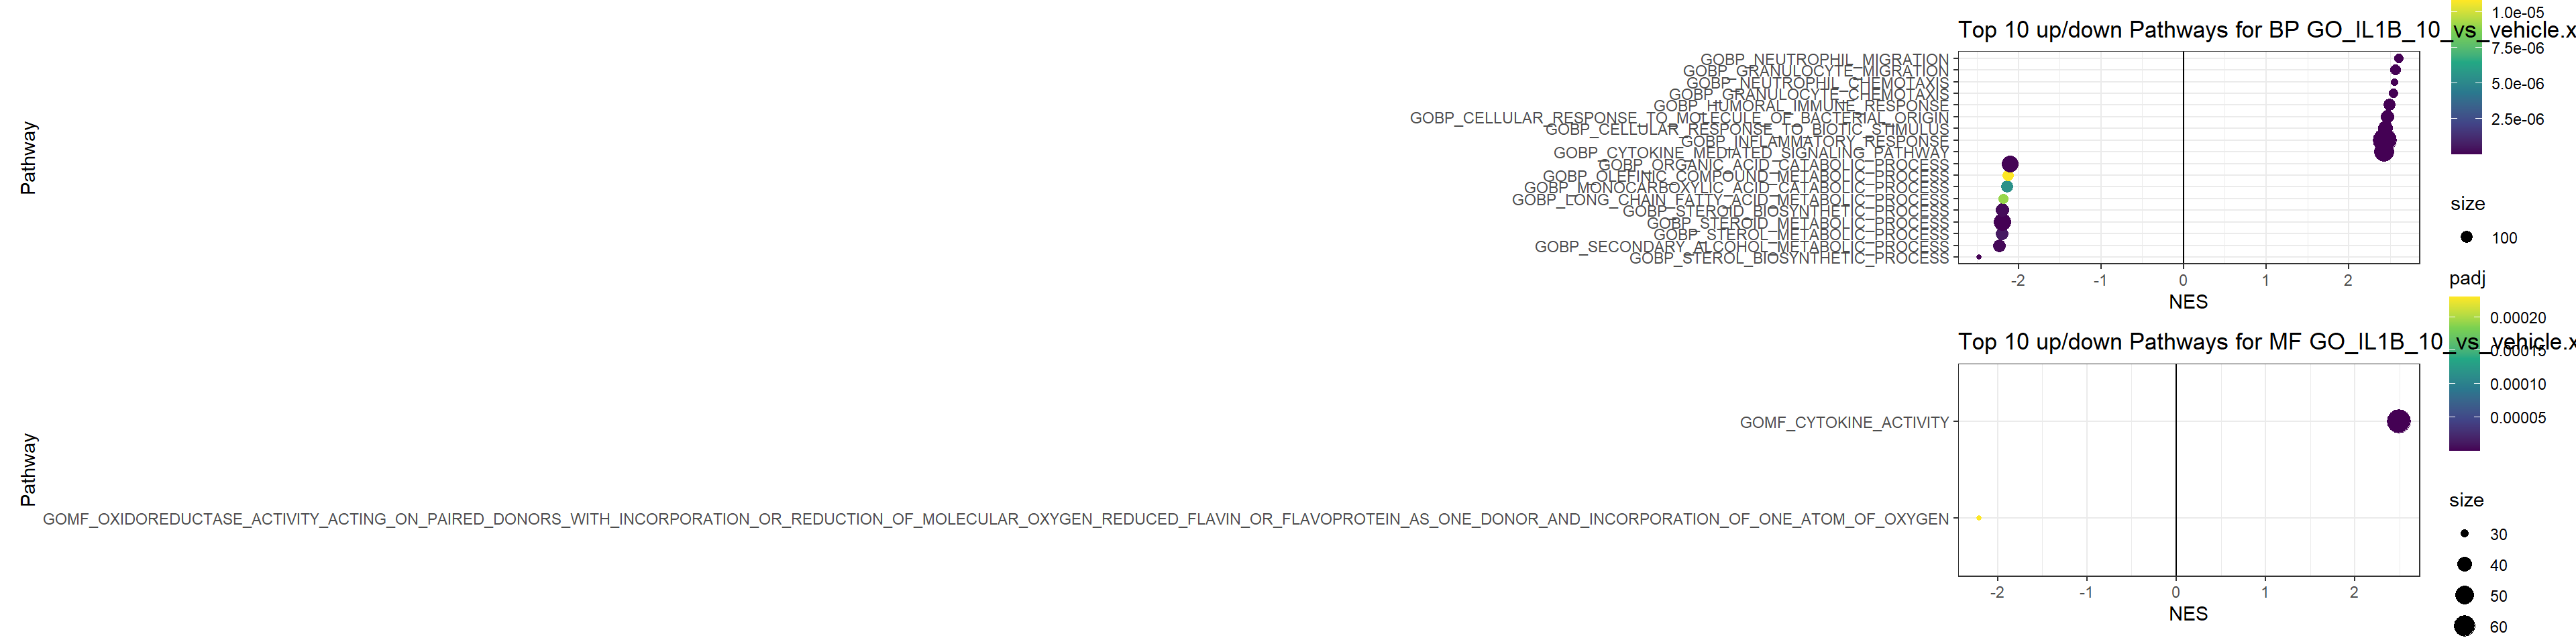 Top 10 up/down Pathways for BP GO_IL1B_10_vs_vehicle.x
Pathway
GOBP_NEUTROPHIL_MIGRATION
GOBP_GRANULOCYTE_MIGRATION
GOBP_NEUTROPHIL_CHEMOTAXIS
GOBP_GRANULOCYTE_CHEMOTAXIS
GOBP_HUMORAL_IMMUNE_RESPONSE
GOBP_CELLULAR_RESPONSE_TO_MOLECULE_OF_BACTERIAL_ORIGIN
GOBP_CELLULAR_RESPONSE_TO_BIOTIC_STIMULUS
GOBP_INFLAMMATORY_RESPONSE
GOBP_CYTOKINE_MEDIATED_SIGNALING_PATHWAY
GOBP_ORGANIC_ACID_CATABOLIC_PROCESS
GOBP_OLEFINIC_COMPOUND_METABOLIC_PROCESS
GOBP_MONOCARBOXYLIC_ACID_CATABOLIC_PROCESS
GOBP_LONG_CHAIN_FATTY_ACID_METABOLIC_PROCESS
GOBP_STEROID_BIOSYNTHETIC_PROCESS
GOBP_STEROID_METABOLIC_PROCESS
GOBP_STEROL_METABOLIC_PROCESS
GOBP_SECONDARY_ALCOHOL_METABOLIC_PROCESS
GOBP_STEROL_BIOSYNTHETIC_PROCESS
-2 -1 0 1 2
NES
1.0e-05
7.5e-06
5.0e-06
2.5e-06
size
100
Top 10 up/down Pathways for MF GO_IL1B_10_vs_vehicle.x
Pathway
GOMF_CYTOKINE_ACTIVITY
GOMF_OXIDOREDUCTASE_ACTIVITY_ACTING_ON_PAIRED_DONORS_WITH_INCORPORATION_OR_REDUCTION_OF_MOLECULAR_OXYGEN_REDUCED_FLAVIN_OR_FLAVOPROTEIN_AS_ONE_DONOR_AND_INCORPORATION_OF_ONE_ATOM_OF_OXYGEN
-2 -1 0 1 2
NES
padj
0.00020
0.00015
0.00010
0.00005
size
30
40
50
60